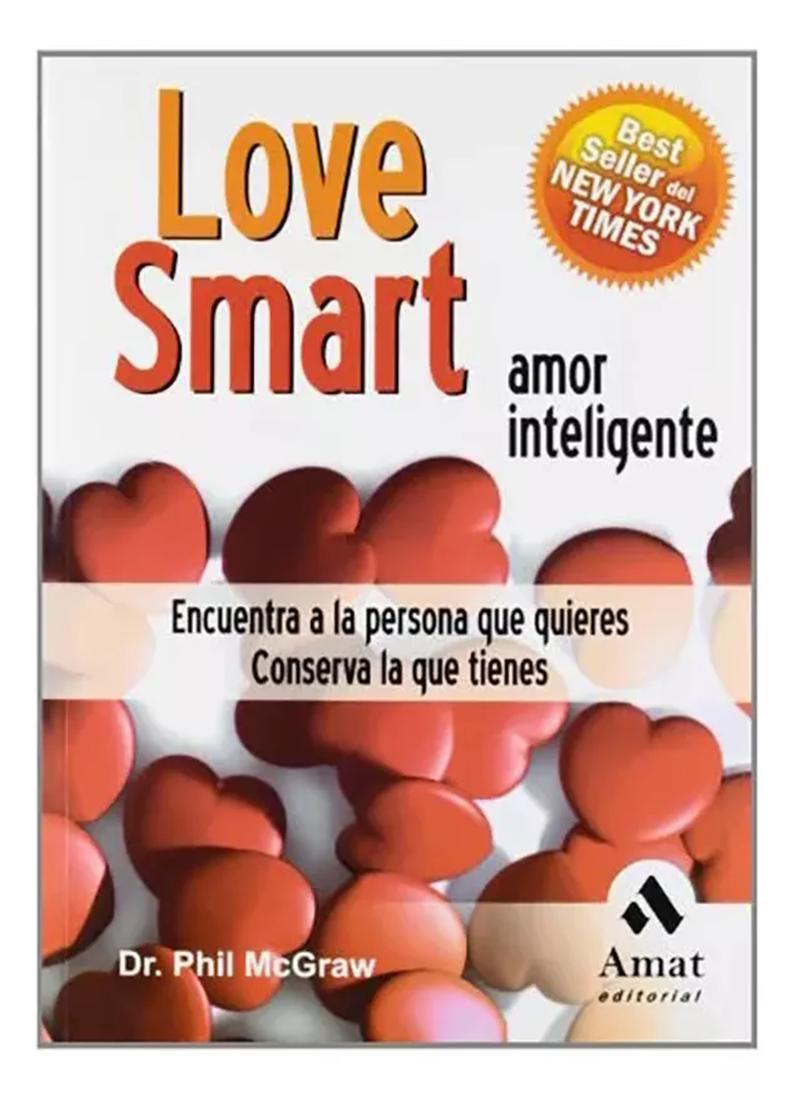 Love
Smart
Best
Seller del
NEW YORK
TIMES
amor
inteligente
Encuentra a la persona que quieres
Conserva la que tienes
Dr. Phil McGraw
Amat
editorial